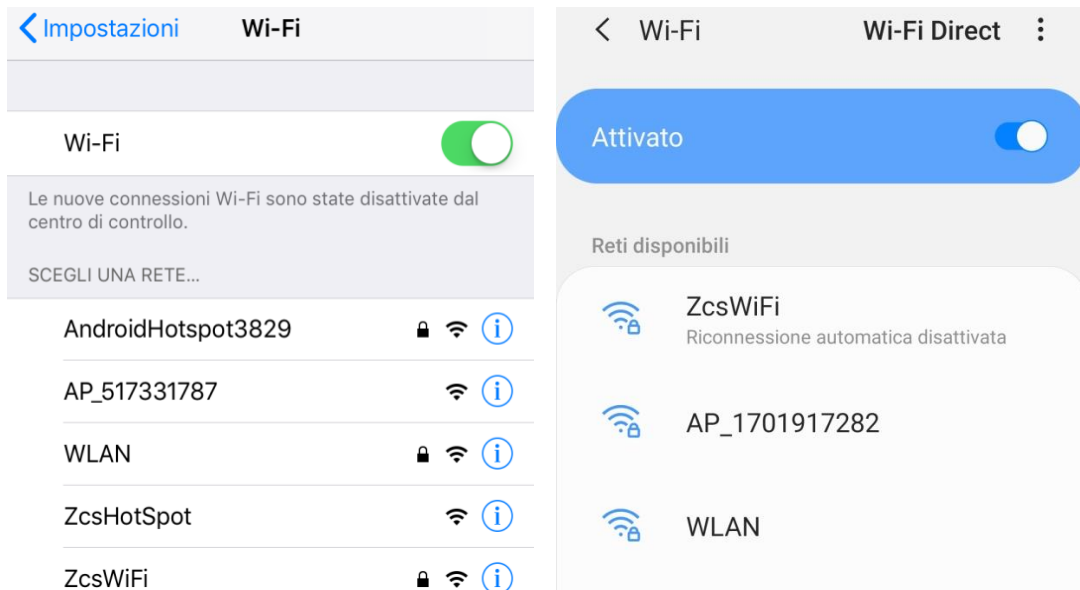 Impostazioni Wi-Fi
Wi-Fi
Le nuove connessioni Wi-Fi sono state disattivate dal
centro di controllo.
SCEGLI UNA RETE...
AndroidHotspot3829
AP_517331787
WLAN
ZcsHotSpot
ZcsWiFi
Wi-Fi Wi-Fi Direct
Attivato
Reti disponibili
ZcsWiFi
Riconnessione automatica disattivata
AP_1701917282
WLAN